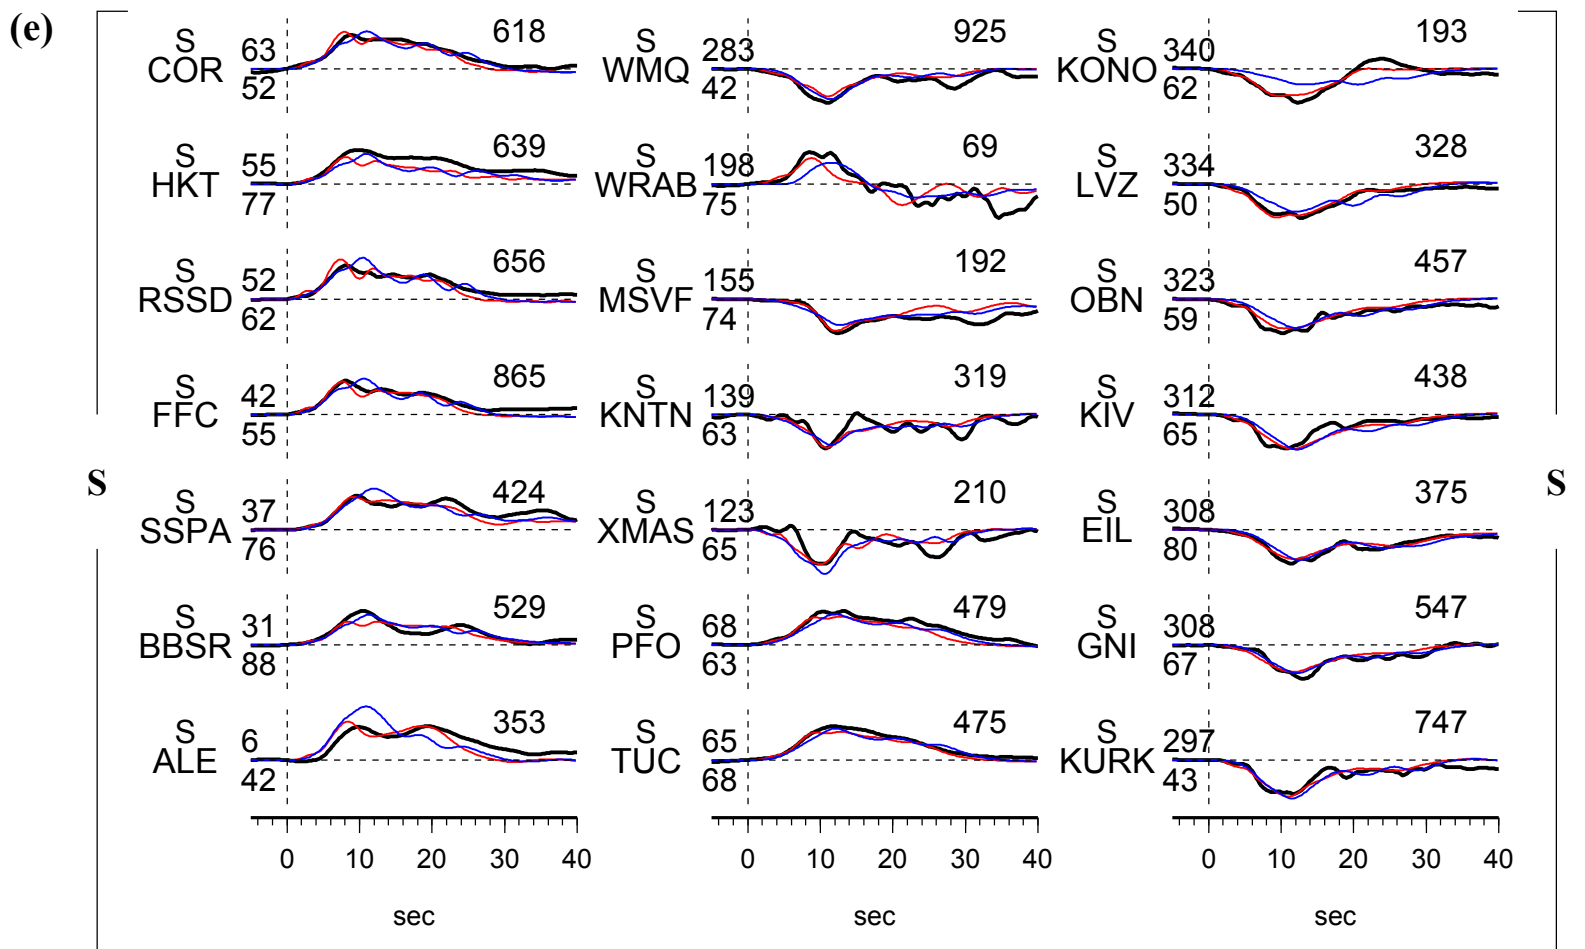 (e)
S
COR
63
52
618
S
HKT
55
77
639
S
RSSD
52
62
656
S
FFC
42
55
865
S
SSPA
37
76
424
S
BBSR
31
88
529
S
ALE
6
42
353
0 10 20 30 40
sec
S
WMQ
283
42
925
S
WRAB
198
75
69
S
MSVF
155
74
192
S
KNTN
139
63
319
S
XMAS
123
65
210
S
PFO
68
63
479
S
TUC
65
68
475
0 10 20 30 40
sec
S
KONO
340
62
193
S
LVZ
334
50
328
S
OBN
323
59
457
S
KIV
312
65
438
S
EIL
308
80
375
S
GNI
308
67
547
S
KURK
297
43
747
0 10 20 30 40
sec
S
S